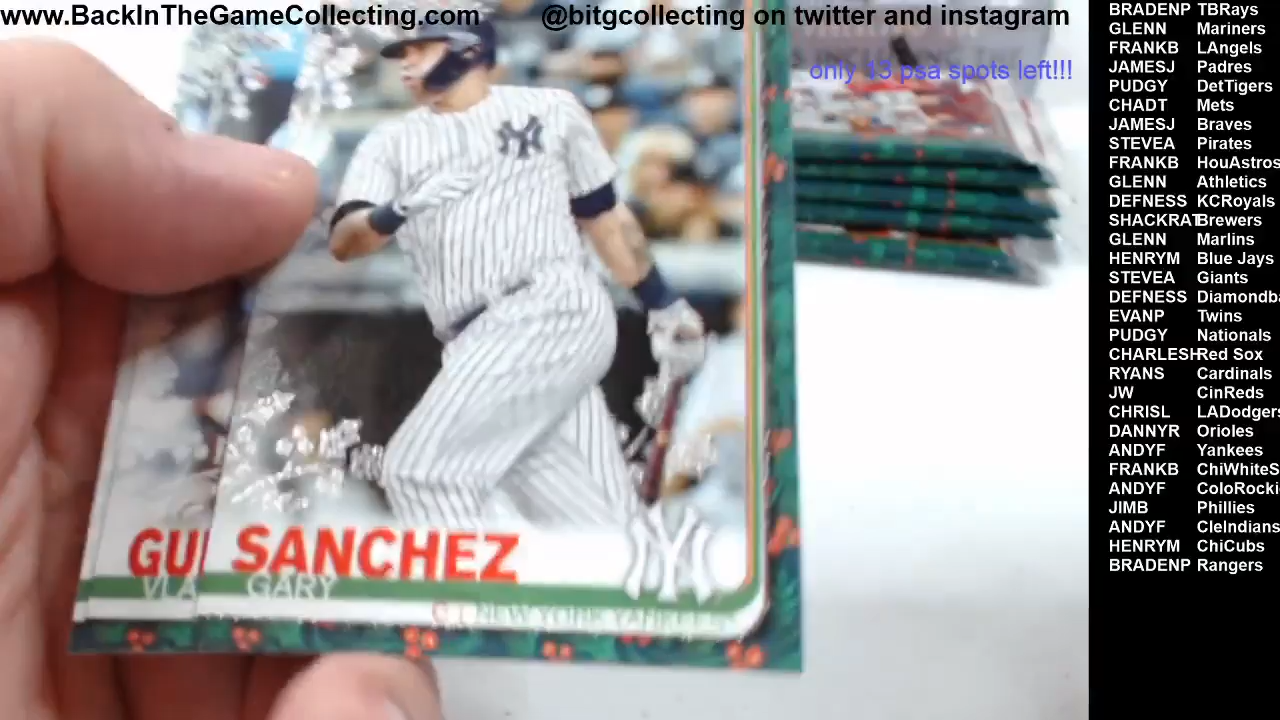 www.BackInTheGameCollecting.com
@bitgcollecting on twitter and instagram
only 13 psa spots left!!!
NY
GUI SANCHEZ
VLA GARY
C NEW YORK YANKEES
NY
BRADENP TBRays
GLENN Mariners
FRANKB LAngels
JAMESJ Padres
PUDGY DetTigers
CHADT Mets
JAMESJ Braves
STEVEA Pirates
FRANKB HouAstros
GLENN Athletics
DEFNESS KCRoyals
SHACKRAT Brewers
GLENN Marlins
HENRYM Blue Jays
STEVEA Giants
DEFNESS Diamondba
EVANP Twins
PUDGY Nationals
CHARLESH Red Sox
RYANS Cardinals
JW CinReds
CHRISL LADodgers
DANNYR Orioles
ANDYF Yankees
FRANKB ChiWhiteS
ANDYF ColoRocki
JIMB Phillies
ANDYF CleIndians
HENRYM ChiCubs
BRADENP Rangers